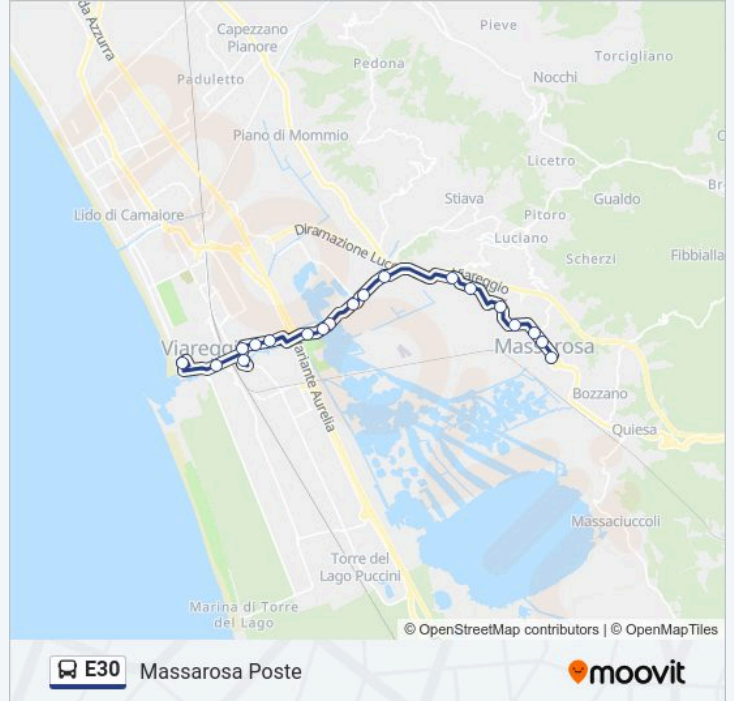 da Azzurra
Pieve
Capezzano
Pianore
Torcigliano
Pedona
Nocchi
Paduletto
Piano di Mommio
Licetro
Stiava
Gualdo
Lido di Camaiore
Pitoro
Diramazione Lucc
Luciano
Fibbialla
Scherzi
Viareggio
Viareggi
Massarosa
Variante Aurelia
Bozzano
Quiesa
Massaciuccoli
Torre del
Lago Puccini
Marina di Torre
del Lago
© OpenStreetMap contributors | © OpenMapTiles
E30 Massarosa Poste
moovit